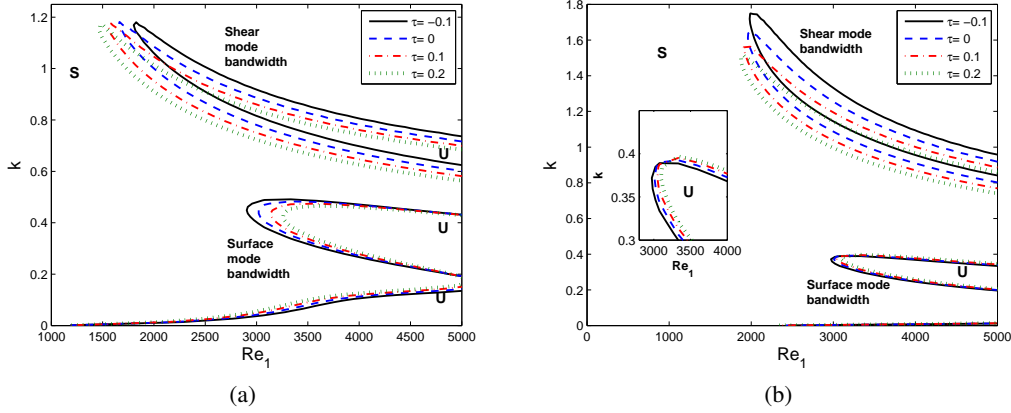 1.2
1
0.8
0.6
0.4
0.2
0
k
1000 1500 2000 2500 3000 3500 4000 4500 5000
Re1
S
Shear
mode
bandwidth
Surface
mode
bandwidth
U
U
U
τ= −0.1
τ= 0
τ= 0.1
τ= 0.2
(a)
1.8
1.6
1.4
1.2
1
0.8
0.6
0.4
0.2
0
k
0 1000 2000 3000 4000 5000
Re1
S
Shear mode
bandwidth
Surface mode
bandwidth
U
U
τ= −0.1
τ= 0
τ= 0.1
τ= 0.2
0.4
0.35
0.3
k
U
3000 3500 4000
Re1
(b)